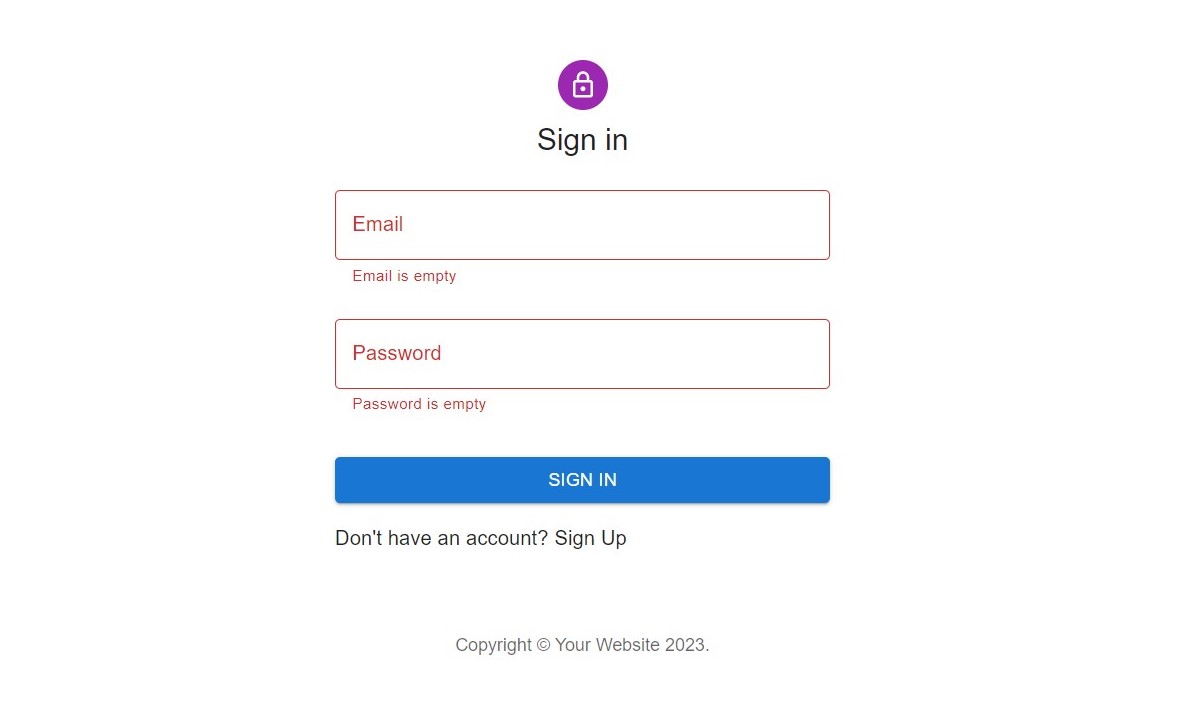 Sign in
Email
Email is empty
Password
Password is empty
SIGN IN
Don't have an account? Sign Up
Copyright © Your Website 2023.